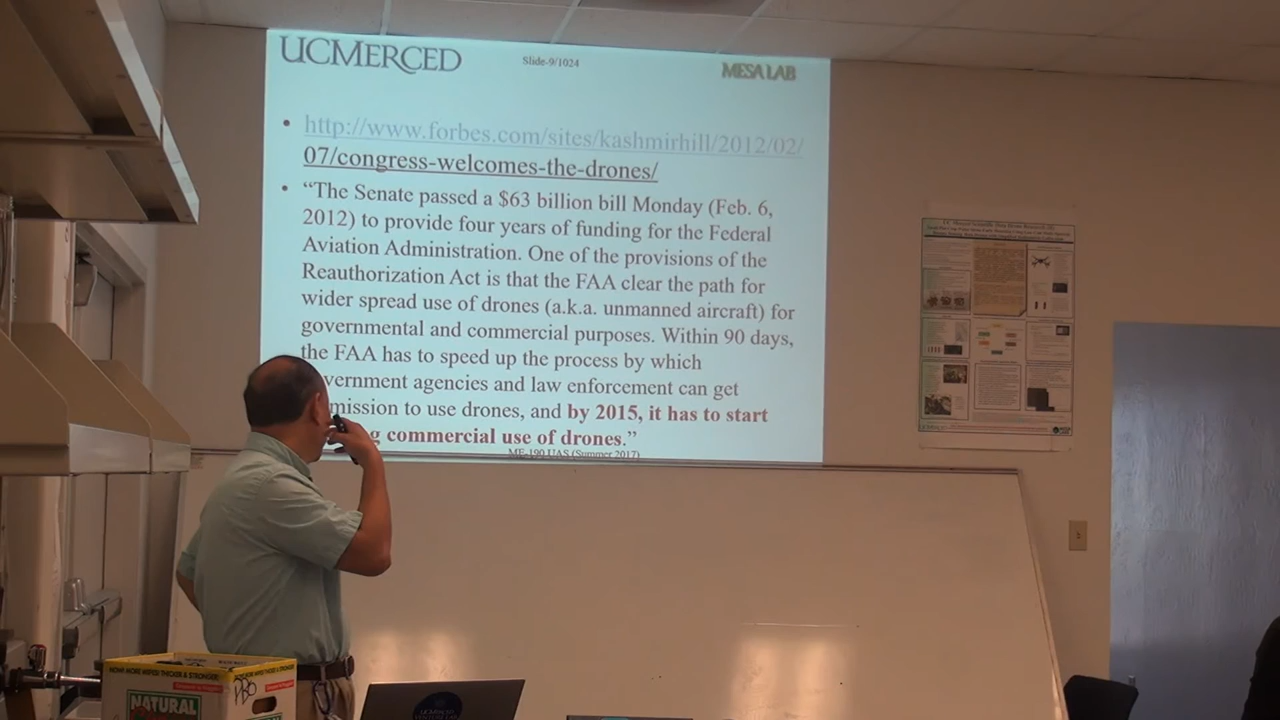 UCMERCED
Slide-9/1024
MESA LAB
• http://www.forbes.com/sites/kashmirhill/2012/02/
07/congress-welcomes-the-drones/
• “The Senate passed a $63 billion bill Monday (Feb. 6,
2012) to provide four years of funding for the Federal
Aviation Administration. One of the provisions of the
Reauthorization Act is that the FAA clear the path for
wider spread use of drones (a.k.a. unmanned aircraft) for
governmental and commercial purposes. Within 90 days,
the FAA has to speed up the process by which
vernment agencies and law enforcement can get
mission to use drones, and by 2015, it has to start
g commercial use of drones.”
ME-190 UAS (Summer 2017)
NATURAL
DBO
UCMERCED